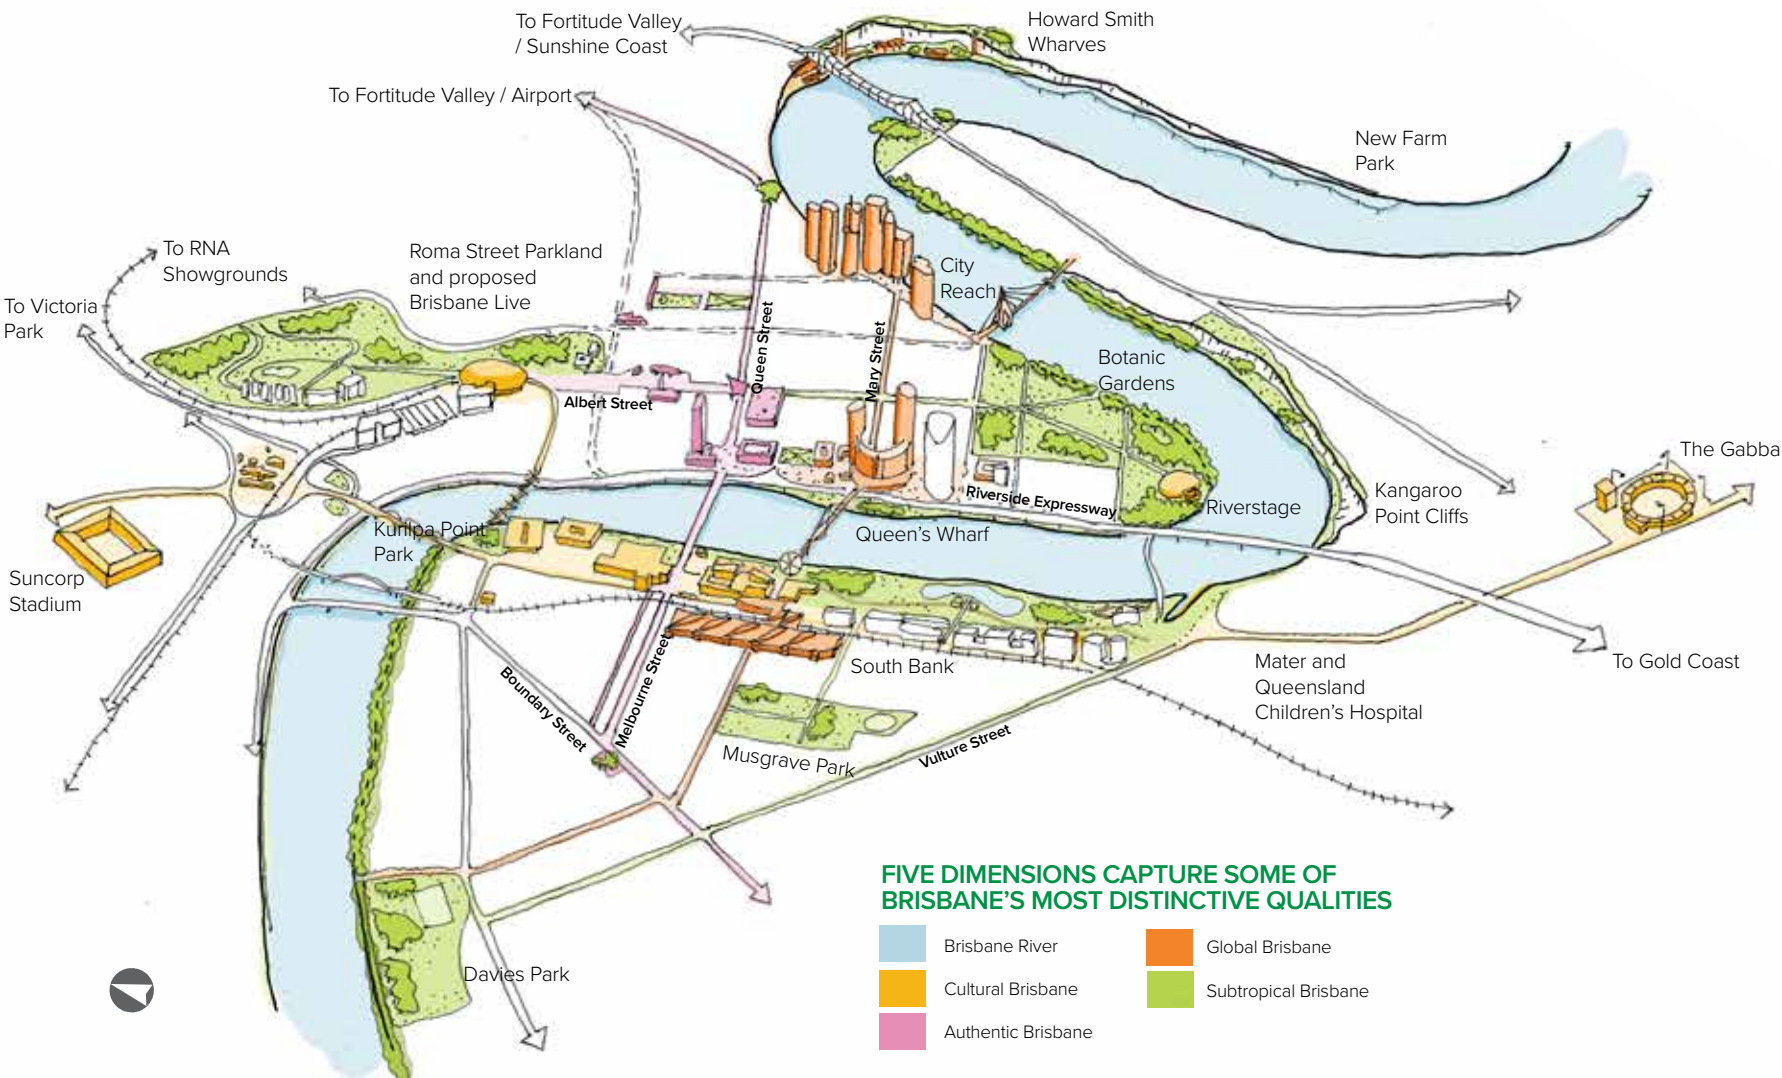 To Fortitude Valley
/ Sunshine Coast
Howard Smith
Wharves
To Fortitude Valley / Airport
New Farm
Park
To RNA
Showgrounds
Roma Street Parkland
and proposed
Brisbane Live
To Victoria
Park
City
Reach
Queen Street
Mary Street
Botanic
Gardens
Albert Street
The Gabba
Riverside Expressway
Riverstage
Kangaroo
Point Cliffs
Kurilpa Point
Park
Queen's Wharf
Suncorp
Stadium
Boundary Street
Melbourne Street
South Bank
Mater and
Queensland
Children's Hospital
To Gold Coast
Musgrave Park
Vulture Street
Davies Park
FIVE DIMENSIONS CAPTURE SOME OF
BRISBANE'S MOST DISTINCTIVE QUALITIES
Brisbane River
Global Brisbane
Cultural Brisbane
Subtropical Brisbane
Authentic Brisbane